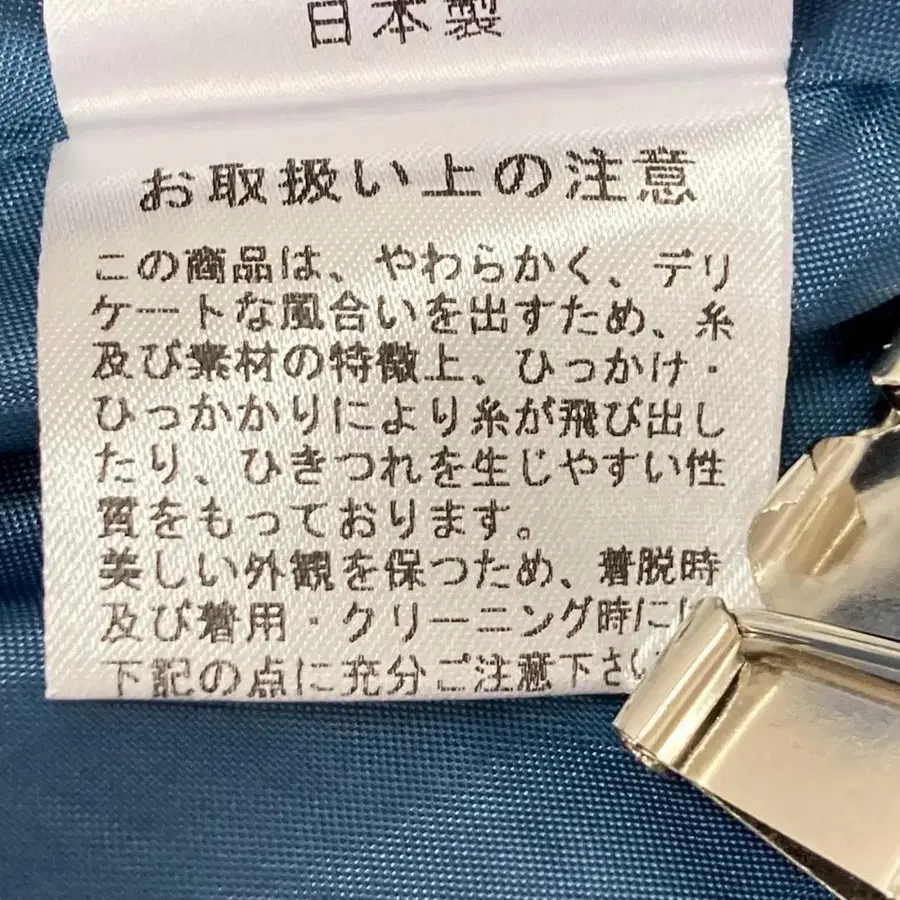 日本製
お取扱い上の注意
この商品は、やわらかく、デリ
ケートな風合いを出すため、糸
及び素材の特徴上、ひっかけ・
ひっかかりにより糸が飛び出し
たり、ひきつれを生じやすい性
質をもっております。
美しい外観を保つため、着脱時
及び着用・クリーニング時には
下記の点に充分ご注意下さい